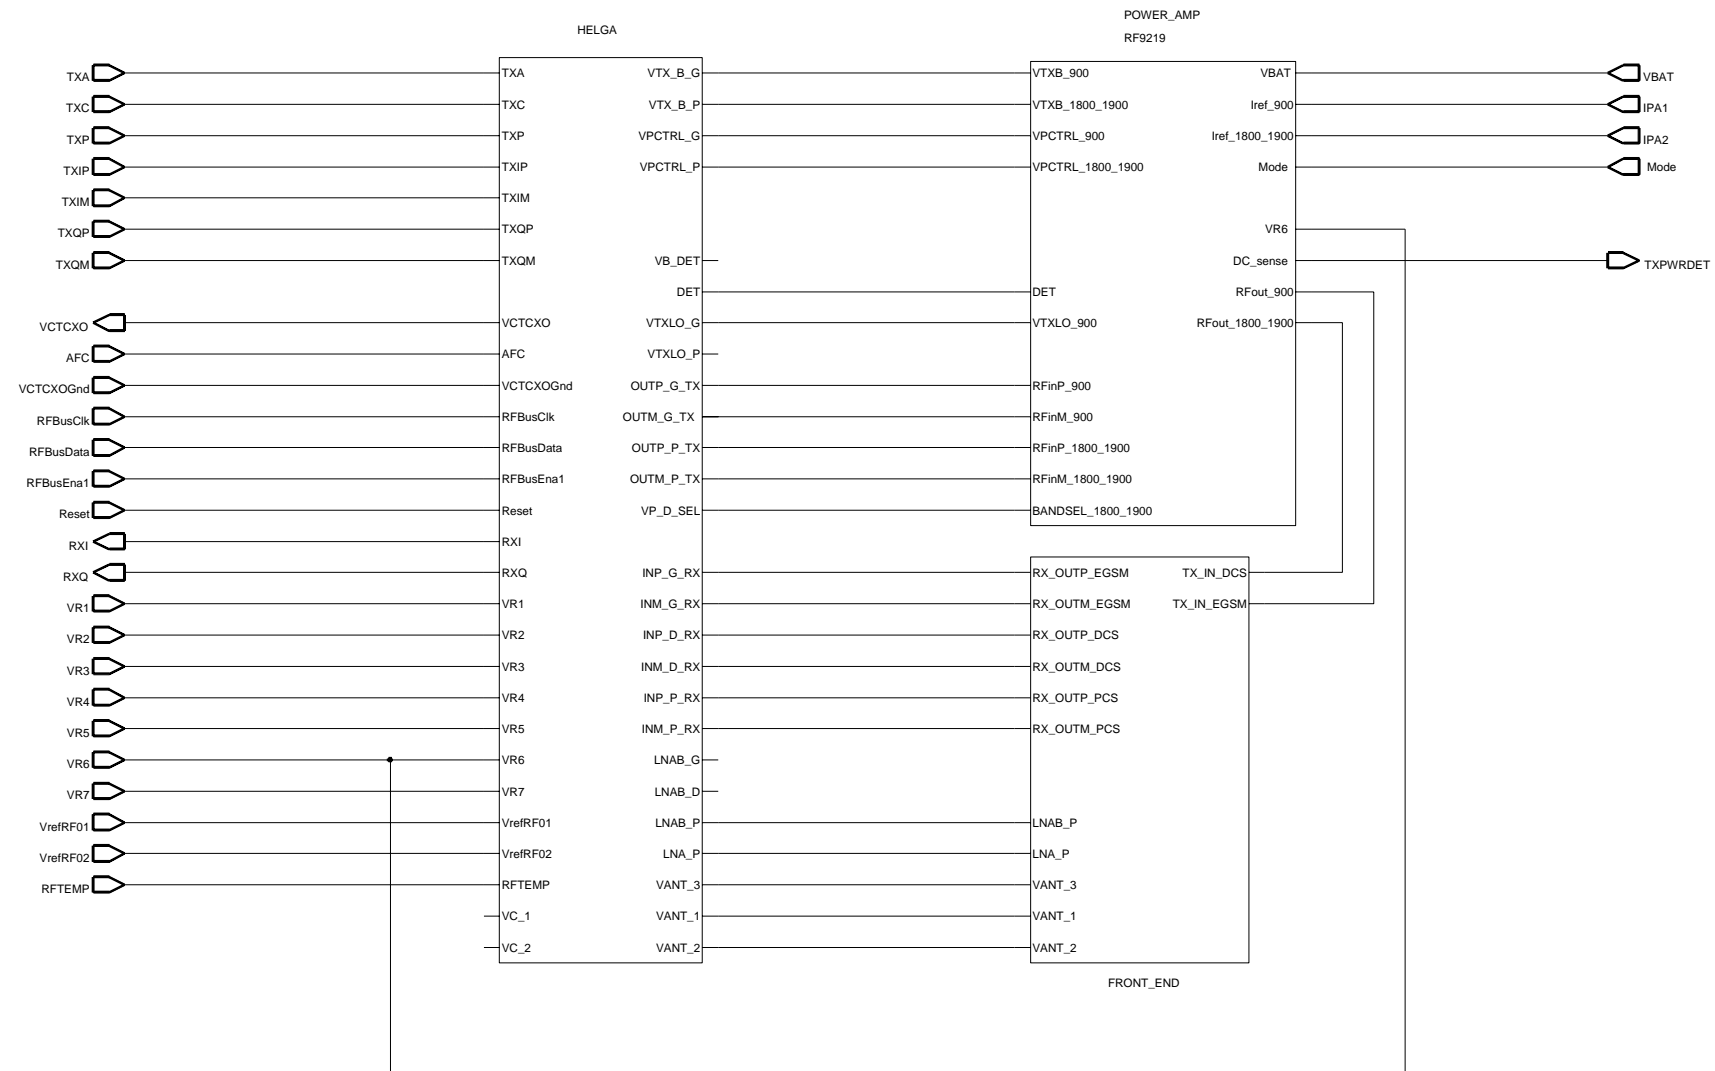 POWER_AMP
HELGA
RF9219
TXA
TXC
TXP
TXIP
TXIM
TXQP
TXQM
VCTCXO
AFC
VCTCXOGnd
RFBusClk
RFBusData
RFBusEna1
Reset
RXI
RXQ
VR1
VR2
VR3
VR4
VR5
VR6
VR7
VrefRF01
VrefRF02
RFTEMP
TXA
TXC
TXP
TXIP
TXIM
TXQP
TXQM
VCTCXO
AFC
VCTCXOGnd
RFBusClk
RFBusData
RFBusEna1
Reset
RXI
RXQ
VR1
VR2
VR3
VR4
VR5
VR6
VR7
VrefRF01
VrefRF02
RFTEMP
VC_1
VC_2
VTX_B_G
VTX_B_P
VPCTRL_G
VPCTRL_P
VB_DET
DET
VTXLO_G
VTXLO_P
OUTP_G_TX
OUTM_G_TX
OUTP_P_TX
OUTM_P_TX
VP_D_SEL
INP_G_RX
INM_G_RX
INP_D_RX
INM_D_RX
INP_P_RX
INM_P_RX
LNAB_G
LNAB_D
LNAB_P
LNA_P
VANT_3
VANT_1
VANT_2
VTXB_900
VTXB_1800_1900
VPCTRL_900
VPCTRL_1800_1900
DET
VTXLO_900
RFinP_900
RFinM_900
RFinP_1800_1900
RFinM_1800_1900
BANDSEL_1800_1900
VBAT
Iref_900
Iref_1800_1900
Mode
VR6
DC_sense
RFout_900
RFout_1800_1900
VBAT
IPA1
IPA2
Mode
TXPWRDET
RX_OUTP_EGSM
RX_OUTM_EGSM
RX_OUTP_DCS
RX_OUTM_DCS
RX_OUTP_PCS
RX_OUTM_PCS
LNAB_P
LNA_P
VANT_3
VANT_1
VANT_2
TX_IN_DCS
TX_IN_EGSM
FRONT_END